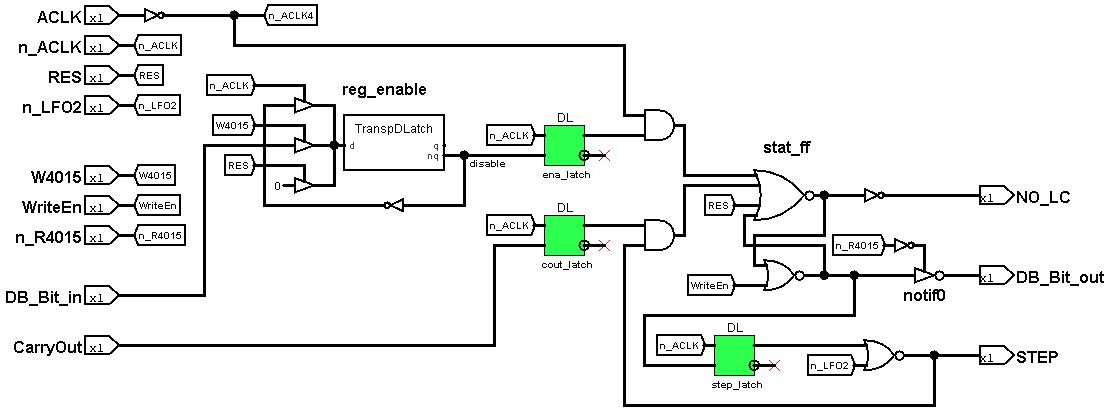 ACLK x1 n_ACLK4
n_ACLK x1 n_ACLK
RES x1 RES
n_LFO2 x1 n_LFO2
n_ACLK reg_enable
W4015 d TranspDLatch q
nq
RES
0
disable
n_ACLK DL
ena_latch
stat_ff
W4015 x1 W4015
WriteEn x1 WriteEn
n_R4015 x1 n_R4015
n_ACLK DL
cout_latch
RES
x1 NO_LC
n_R4015
WriteEn
notif0
x1 DB_Bit_out
DB_Bit_in x1
CarryOut x1
n_ACLK DL
step_latch
n_LFO2
x1 STEP